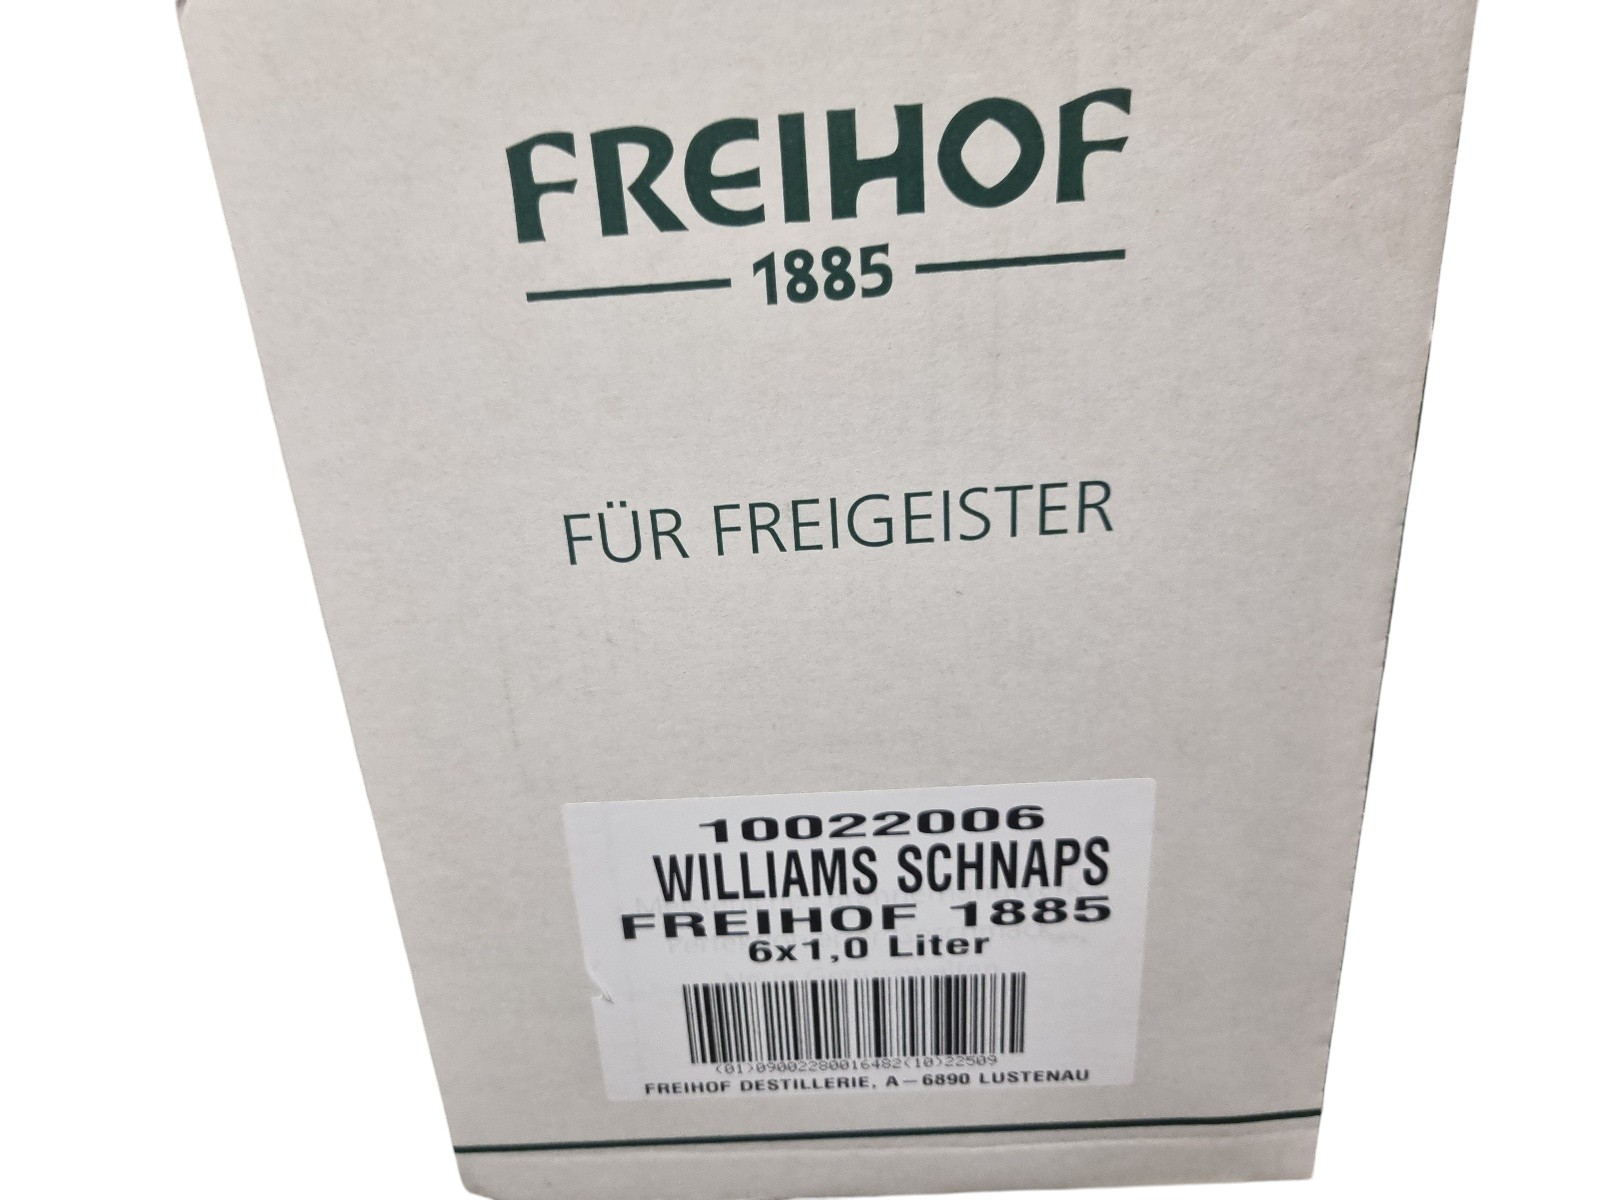 FREIHOF
1885
FÜR FREIGEISTER
10022006
WILLIAMS SCHNAPS
FREIHOF 1885
6x1,0 Liter
(01)09002280016482(10)22509
FREIHOF DESTILLERIE, A-6890 LUSTENAU